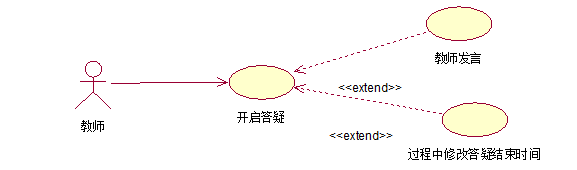 教师发言
<<extend>>
开启答疑
教师
<<extend>>
过程中修改答疑结束时间